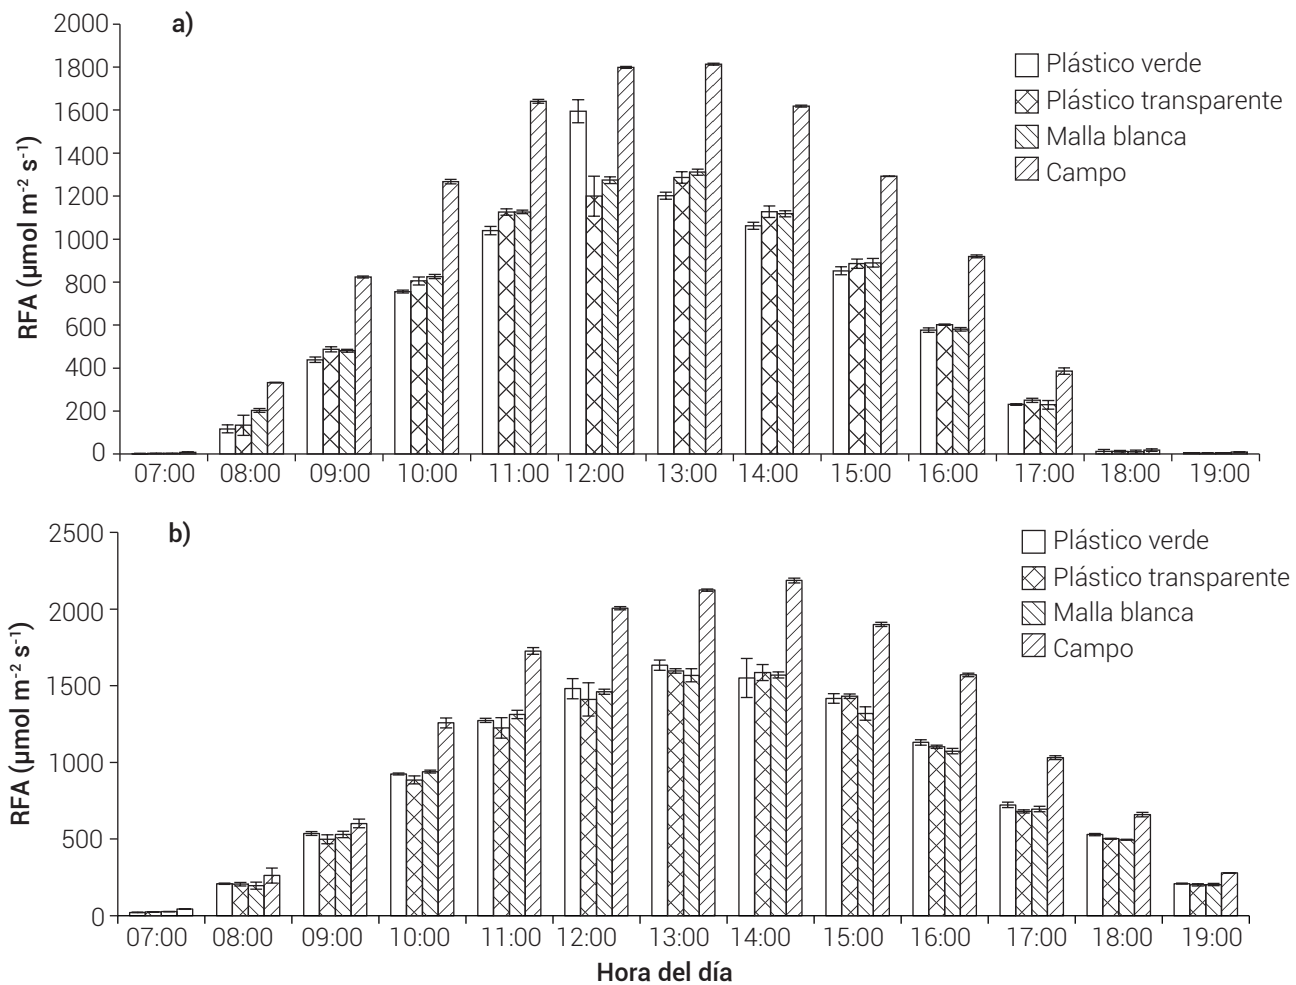 a)
2000
1800
1600
1400
1200
1000
800
600
400
200
0
RFA (µmol m⁻² s⁻¹)
Plástico verde
Plástico transparente
Malla blanca
Campo
07:00 08:00 09:00 10:00 11:00 12:00 13:00 14:00 15:00 16:00 17:00 18:00 19:00
b)
2500
2000
1500
1000
500
0
RFA (µmol m⁻² s⁻¹)
Plástico verde
Plástico transparente
Malla blanca
Campo
07:00 08:00 09:00 10:00 11:00 12:00 13:00 14:00 15:00 16:00 17:00 18:00 19:00
Hora del día